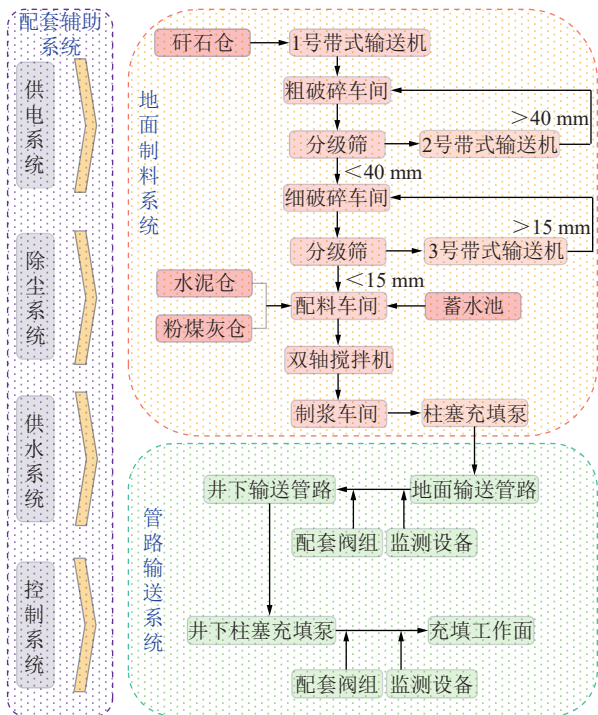 配套辅助
系统
供电系统
除尘系统
供水系统
控制系统
地面制料系统
矸石仓
1号带式输送机
粗破碎车间
>40 mm
分级筛
2号带式输送机
<40 mm
细破碎车间
>15 mm
分级筛
3号带式输送机
<15 mm
水泥仓
配料车间
蓄水池
粉煤灰仓
双轴搅拌机
制浆车间
柱塞充填泵
管路输送系统
井下输送管路
地面输送管路
配套阀组
监测设备
井下柱塞充填泵
充填工作面
配套阀组
监测设备